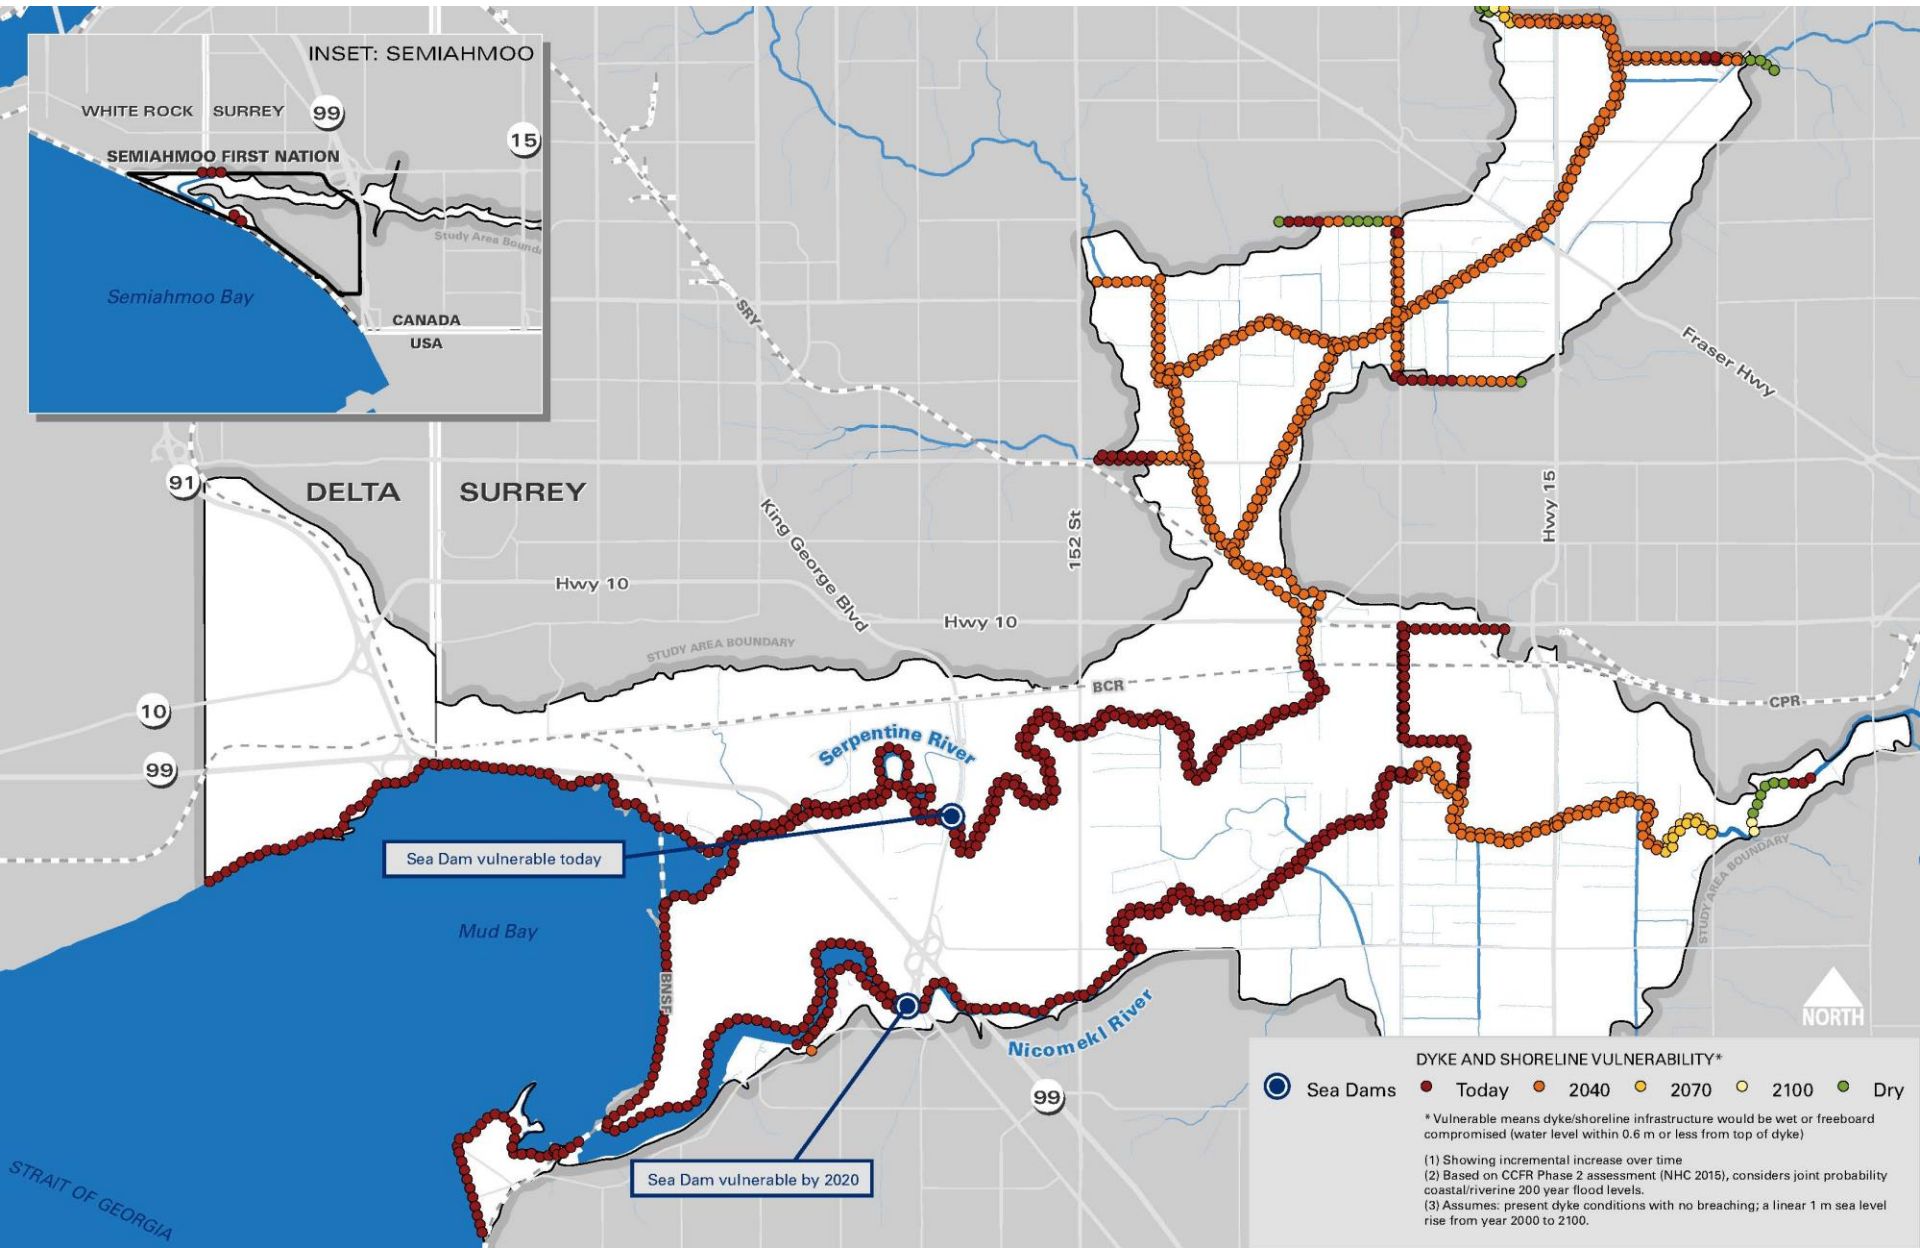 INSET: SEMIAHMOO
WHITE ROCK
SURREY
99
15
SEMIAHMOO FIRST NATION
Study Area Bounda
Semiahmoo Bay
CANADA
USA
SRY
Fraser Hwy
91
DELTA
SURREY
King George Blvd
152 St
Hwy 15
Hwy 10
Hwy 10
STUDY AREA BOUNDARY
BCR
CPR
10
99
Serpentine River
Sea Dam vulnerable today
Mud Bay
BNSF
STUDY AREA BOUNDARY
Nicomekl River
99
NORTH
Sea Dam vulnerable by 2020
STRAIT OF GEORGIA
DYKE AND SHORELINE VULNERABILITY*
Sea Dams Today 2040 2070 2100 Dry
* Vulnerable means dyke/shoreline infrastructure would be wet or freeboard
compromised (water level within 0.6 m or less from top of dyke)
(1) Showing incremental increase over time
(2) Based on CCFR Phase 2 assessment (NHC 2015), considers joint probability
coastal/riverine 200 year flood levels.
(3) Assumes: present dyke conditions with no breaching; a linear 1 m sea level
rise from year 2000 to 2100.